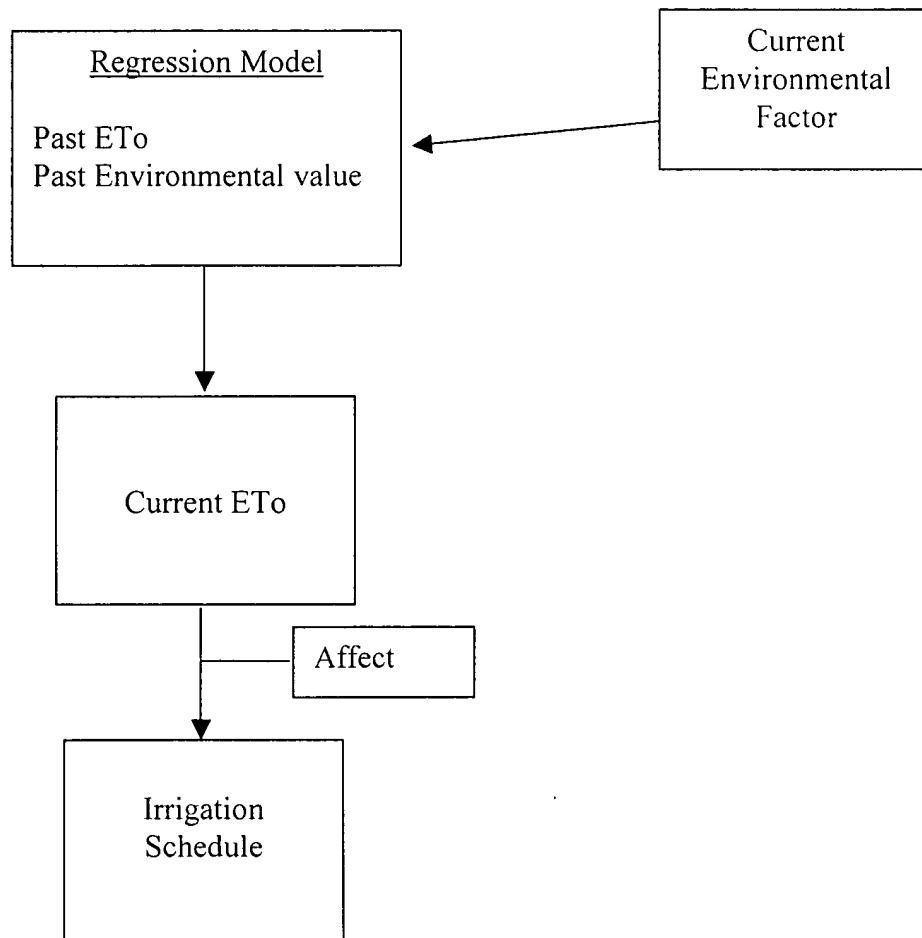 Regression Model
Past ETo
Past Environmental value
Current
Environmental
Factor
Current ETo
Affect
Irrigation
Schedule